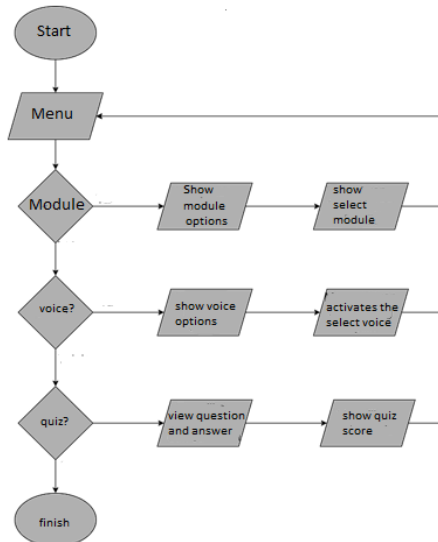 Start
Menu
Module
Show
module
options
show
select
module
voice?
show voice
options
activates the
select voice
quiz?
view question
and answer
show quiz
score
finish